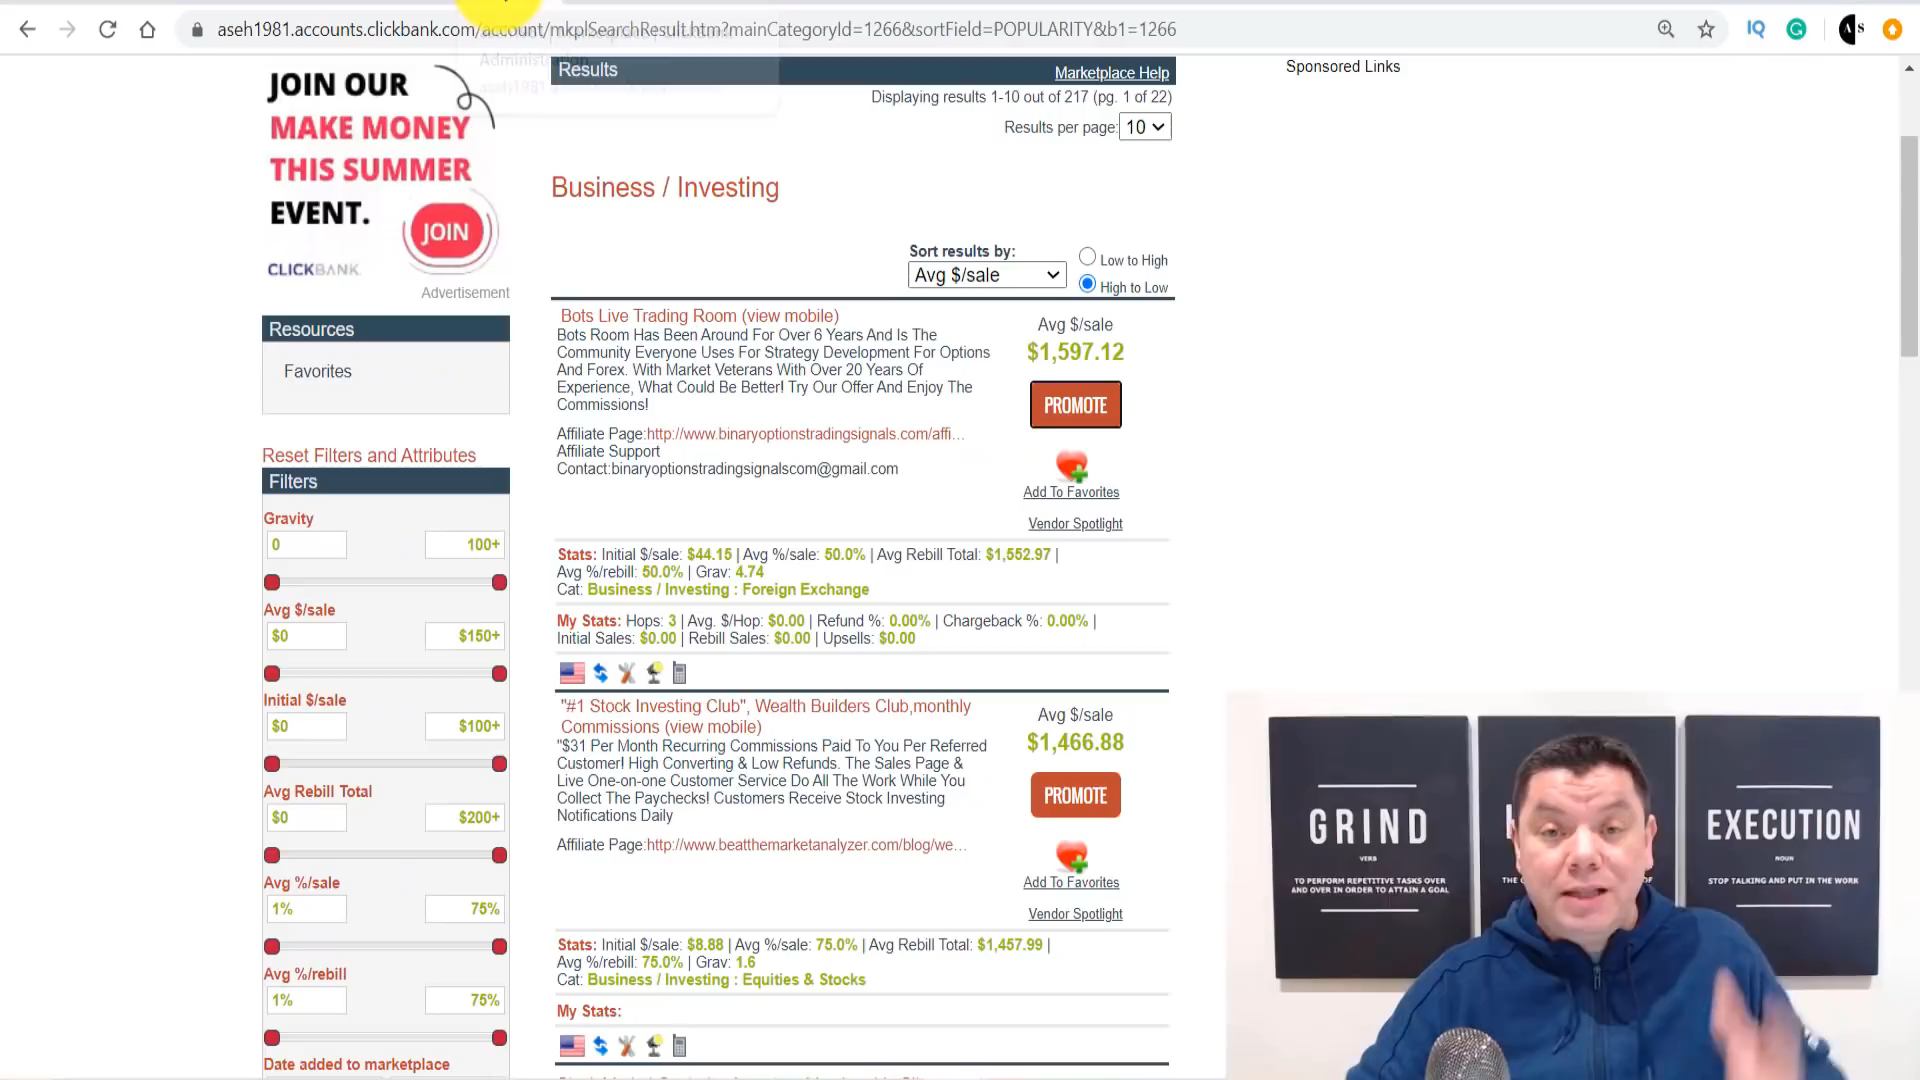 aseh1981.accounts.clickbank.com/account/mkplSearchResult.htm?mainCategoryId=1266&sortField=POPULARITY&b1=1266
IQ
JOIN OUR
MAKE MONEY
THIS SUMMER
EVENT.
JOIN
CLICKBANK
Advertisement
Resources
Favorites
Reset Filters and Attributes
Filters
Gravity
0 100+
Avg $/sale
$0 $150+
Initial $/sale
$0 $100+
Avg Rebill Total
$0 $200+
Avg %/sale
1% 75%
Avg %/rebill
1% 75%
Date added to marketplace
Administration
Results
Marketplace Help
Displaying results 1-10 out of 217 (pg. 1 of 22)
Results per page: 10
Business / Investing
Sort results by:
Avg $/sale
Low to High
High to Low
Bots Live Trading Room (view mobile)
Bots Room Has Been Around For Over 6 Years And Is The
Community Everyone Uses For Strategy Development For Options
And Forex. With Market Veterans With Over 20 Years Of
Experience, What Could Be Better! Try Our Offer And Enjoy The
Commissions!
Affiliate Page:http://www.binaryoptionstradingsignals.com/affi...
Affiliate Support
Contact:binaryoptionstradingsignalscom@gmail.com
Avg $/sale
$1,597.12
PROMOTE
Add To Favorites
Vendor Spotlight
Stats: Initial $/sale: $44.15 | Avg %/sale: 50.0% | Avg Rebill Total: $1,552.97 |
Avg %/rebill: 50.0% | Grav: 4.74
Cat: Business / Investing : Foreign Exchange
My Stats: Hops: 3 | Avg. $/Hop: $0.00 | Refund %: 0.00% | Chargeback %: 0.00% |
Initial Sales: $0.00 | Rebill Sales: $0.00 | Upsells: $0.00
"#1 Stock Investing Club", Wealth Builders Club,monthly
Commissions (view mobile)
"$31 Per Month Recurring Commissions Paid To You Per Referred
Customer! High Converting & Low Refunds. The Sales Page &
Live One-on-one Customer Service Do All The Work While You
Collect The Paychecks! Customers Receive Stock Investing
Notifications Daily
Affiliate Page:http://www.beatthemarketanalyzer.com/blog/we...
Avg $/sale
$1,466.88
PROMOTE
Add To Favorites
Vendor Spotlight
Stats: Initial $/sale: $8.88 | Avg %/sale: 75.0% | Avg Rebill Total: $1,457.99 |
Avg %/rebill: 75.0% | Grav: 1.6
Cat: Business / Investing : Equities & Stocks
My Stats:
Sponsored Links
GRIND
VERB
TO PERFORM REPETITIVE TASKS OVER
AND OVER IN ORDER TO ATTAIN A GOAL
EXECUTION
NOUN
STOP TALKING AND PUT IN THE WORK